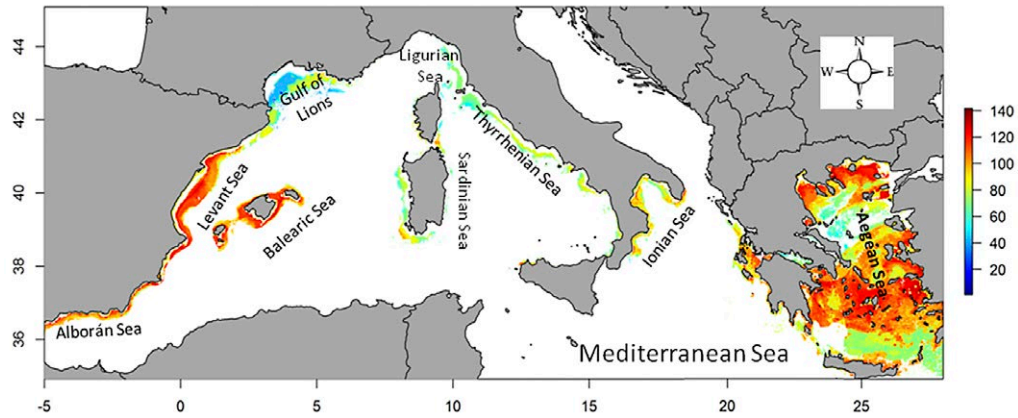 44
42
40
38
36
-5
0
5
10
15
20
25
Alborán Sea
Levant Sea
Balearic Sea
Gulf of
Lions
Ligurian
Sea
Sardinian Sea
Thyrrhenian Sea
Ionian Sea
Aegean Sea
Mediterranean Sea
N
W
E
S
140
120
100
80
60
40
20